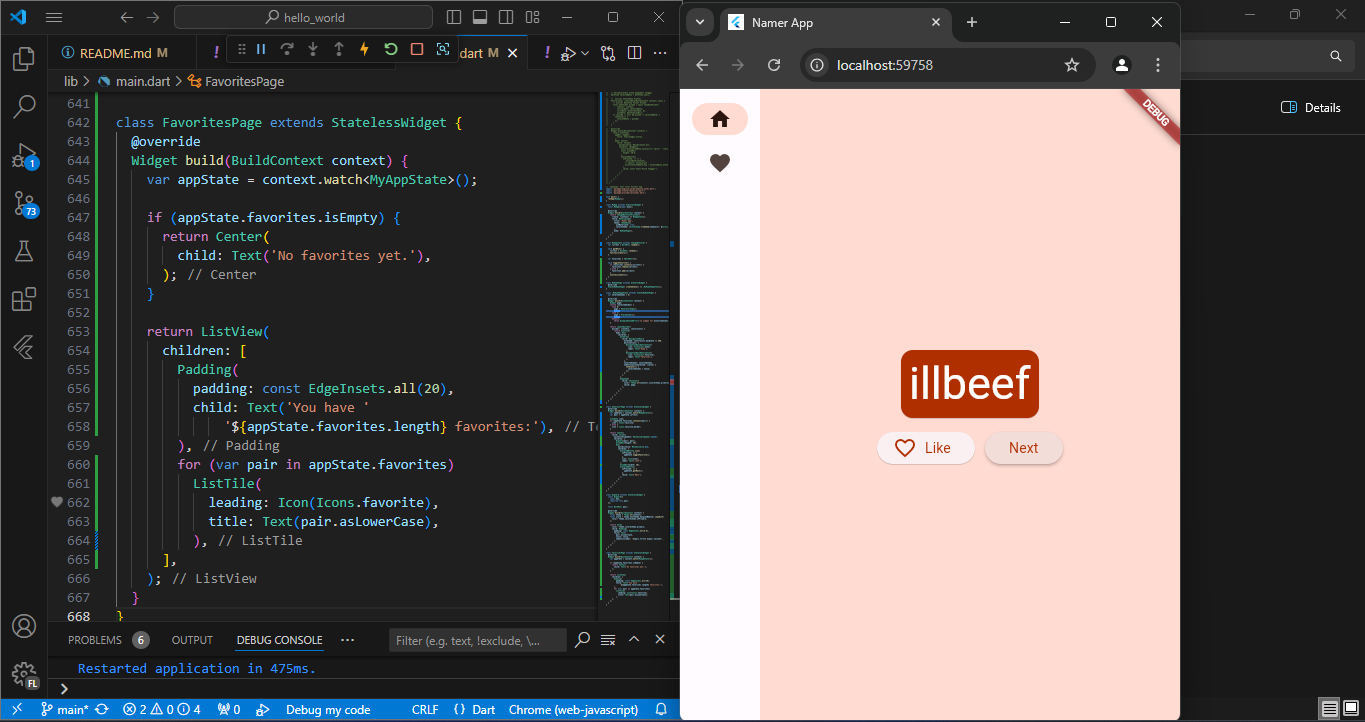 hello_world
README.md M
dart M
lib > main.dart > FavoritesPage
641
642 class FavoritesPage extends StatelessWidget {
643 @override
644 Widget build(BuildContext context) {
645 var appState = context.watch<MyAppState>();
646
647 if (appState.favorites.isEmpty) {
648 return Center(
649 child: Text('No favorites yet.'),
650 ); // Center
651 }
652
653 return ListView(
654 children: [
655 Padding(
656 padding: const EdgeInsets.all(20),
657 child: Text('You have '
658 '${appState.favorites.length} favorites:'), // Te
659 ), // Padding
660 for (var pair in appState.favorites)
661 ListTile(
662 leading: Icon(Icons.favorite),
663 title: Text(pair.asLowerCase),
664 ), // ListTile
665 ],
666 ); // ListView
667 }
668 }
1
73
FL
PROBLEMS 6 OUTPUT DEBUG CONSOLE ...
Filter (e.g. text, !exclude, \...
Restarted application in 475ms.
>
main* 2 0 4 0 Debug my code CRLF {} Dart Chrome (web-javascript)
Namer App
localhost:59758
DEBUG
illbeef
Like
Next
Details